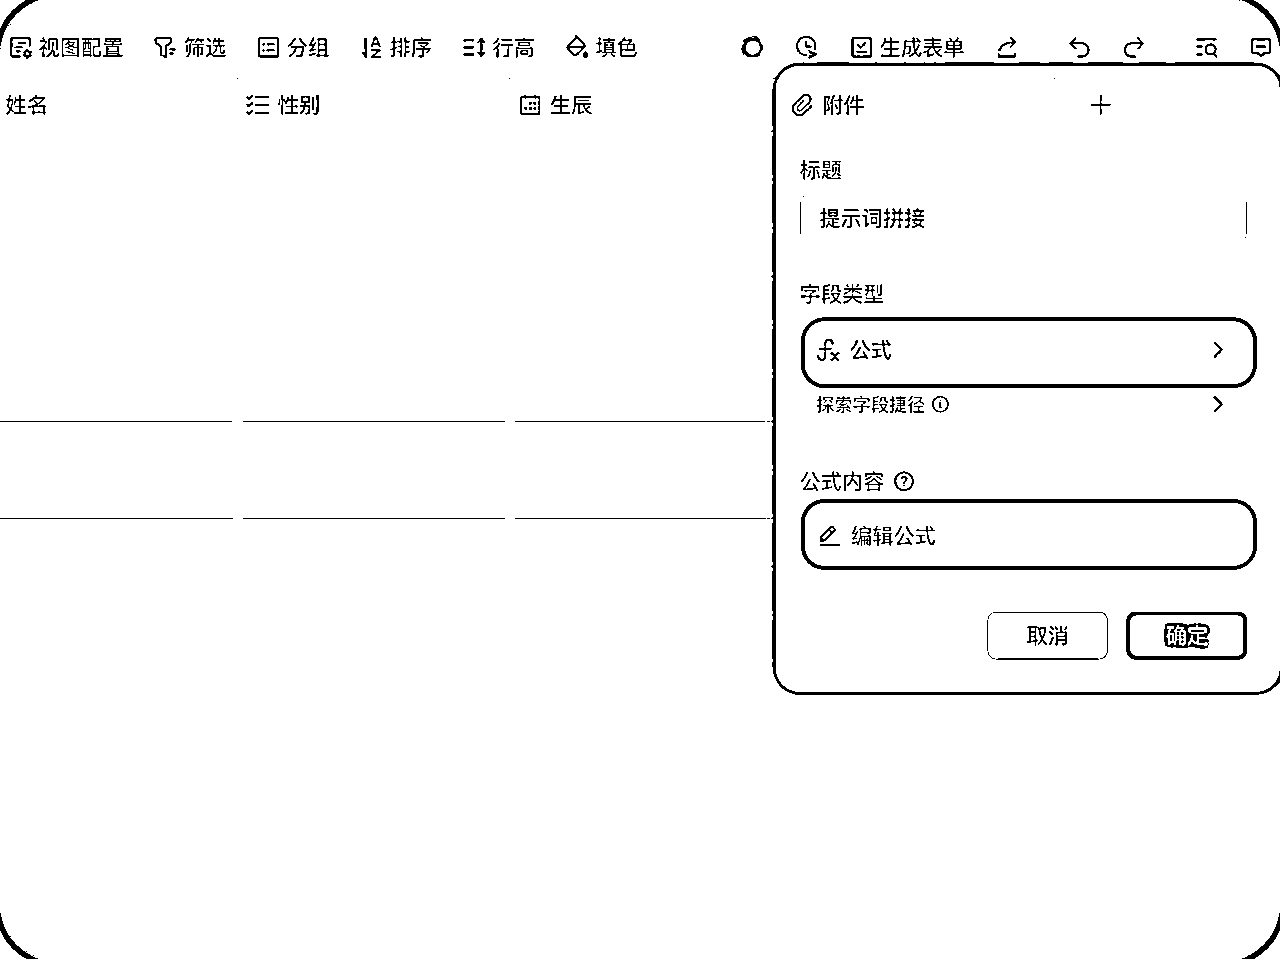 视图配置 筛选 分组 排序 行高 填色 生成表单
姓名 性别 生辰 附件
标题
提示词拼接
字段类型
公式
探索字段捷径
公式内容
编辑公式
取消 确定